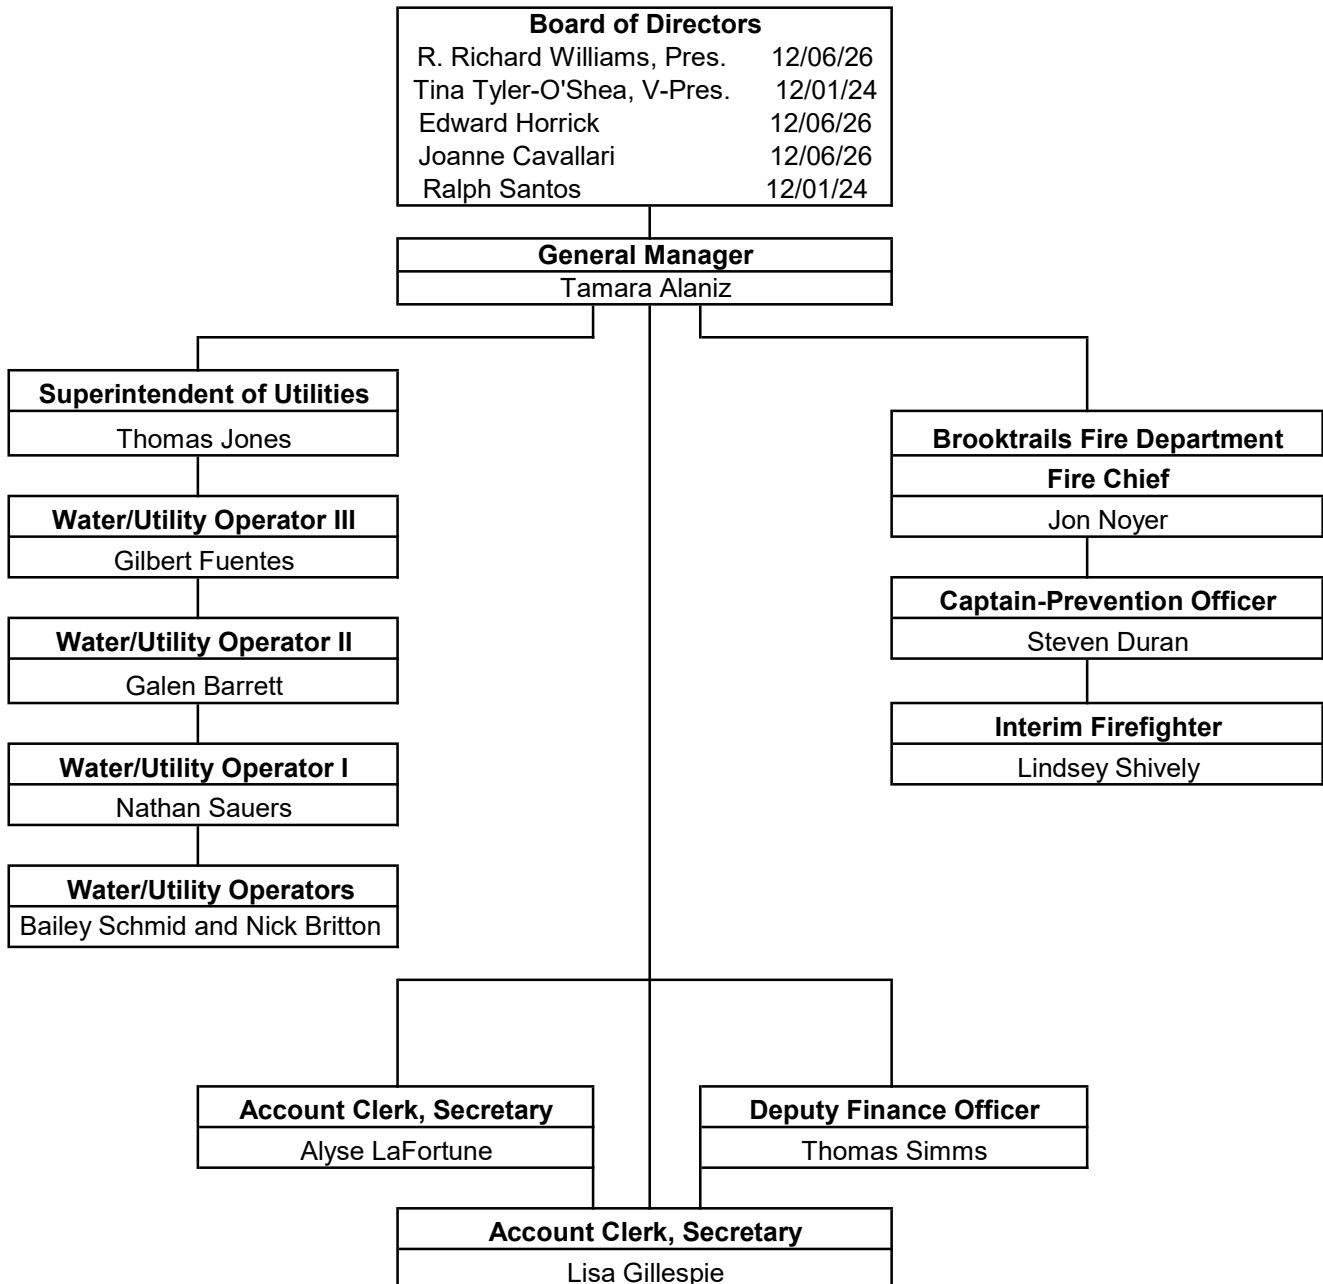 Board of Directors
R. Richard Williams, Pres. 12/06/26
Tina Tyler-O'Shea, V-Pres. 12/01/24
Edward Horrick 12/06/26
Joanne Cavallari 12/06/26
Ralph Santos 12/01/24
General Manager
Tamara Alaniz
Superintendent of Utilities
Thomas Jones
Water/Utility Operator III
Gilbert Fuentes
Water/Utility Operator II
Galen Barrett
Water/Utility Operator I
Nathan Sauers
Water/Utility Operators
Bailey Schmid and Nick Britton
Brooktrails Fire Department
Fire Chief
Jon Noyer
Captain-Prevention Officer
Steven Duran
Interim Firefighter
Lindsey Shively
Account Clerk, Secretary
Alyse LaFortune
Deputy Finance Officer
Thomas Simms
Account Clerk, Secretary
Lisa Gillespie